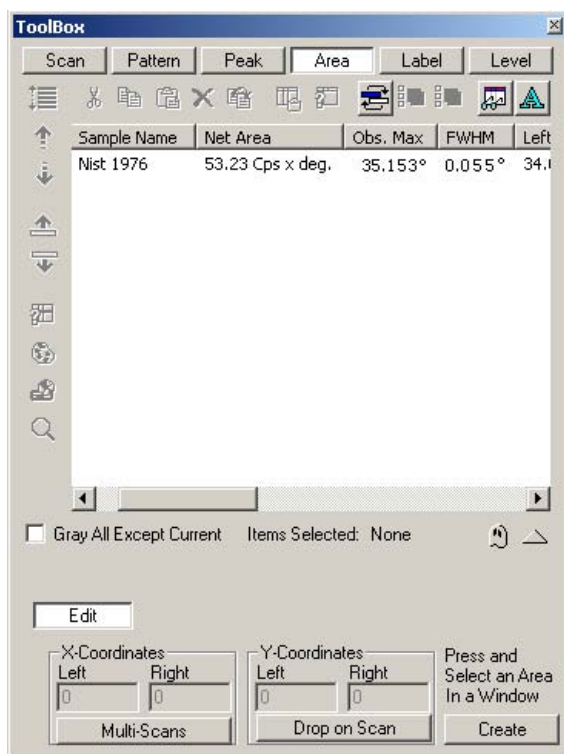 ToolBox
Scan Pattern Peak Area Label Level
Sample Name Net Area Obs. Max FWHM Left
Nist 1976 53.23 Cps x deg. 35.153° 0.055° 34.
Gray All Except Current Items Selected: None
Edit
X-Coordinates Y-Coordinates Press and
Left Right Left Right Select an Area
0 0 0 0 In a Window
Multi-Scans Drop on Scan Create